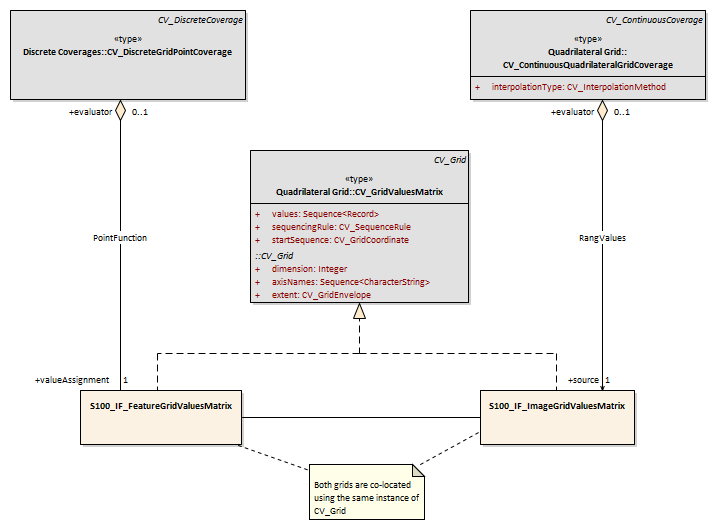 CV_DiscreteCoverage
«type»
Discrete Coverages::CV_DiscreteGridPointCoverage
CV_ContinuousCoverage
«type»
Quadrilateral Grid::
CV_ContinuousQuadrilateralGridCoverage
+ interpolationType: CV_InterpolationMethod
+evaluator 0..1
+evaluator 0..1
CV_Grid
«type»
Quadrilateral Grid::CV_GridValuesMatrix
+ values: Sequence<Record>
+ sequencingRule: CV_SequenceRule
+ startSequence: CV_GridCoordinate
::CV_Grid
+ dimension: Integer
+ axisNames: Sequence<CharacterString>
+ extent: CV_GridEnvelope
PointFunction
RangValues
+valueAssignment 1
+source 1
S100_IF_FeatureGridValuesMatrix
S100_IF_ImageGridValuesMatrix
Both grids are co-located
using the same instance of
CV_Grid